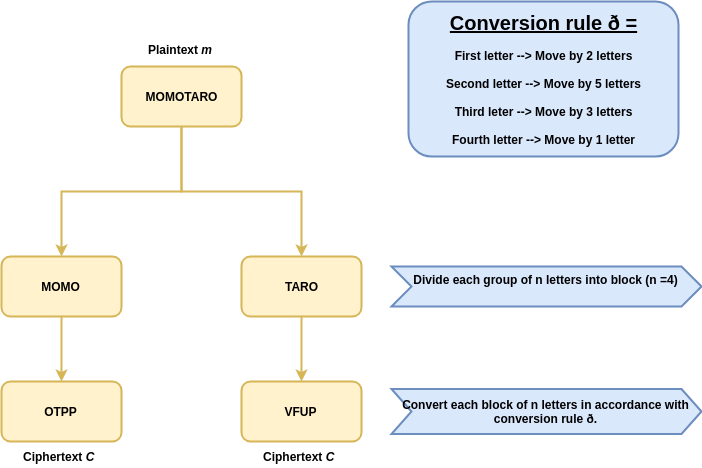 Conversion rule ð =
First letter --> Move by 2 letters
Second letter --> Move by 5 letters
Third leter --> Move by 3 letters
Fourth letter --> Move by 1 letter
Plaintext m
MOMOTARO
MOMO
TARO
Divide each group of n letters into block (n =4)
OTPP
VFUP
Convert each block of n letters in accordance with
conversion rule ð.
Ciphertext C
Ciphertext C